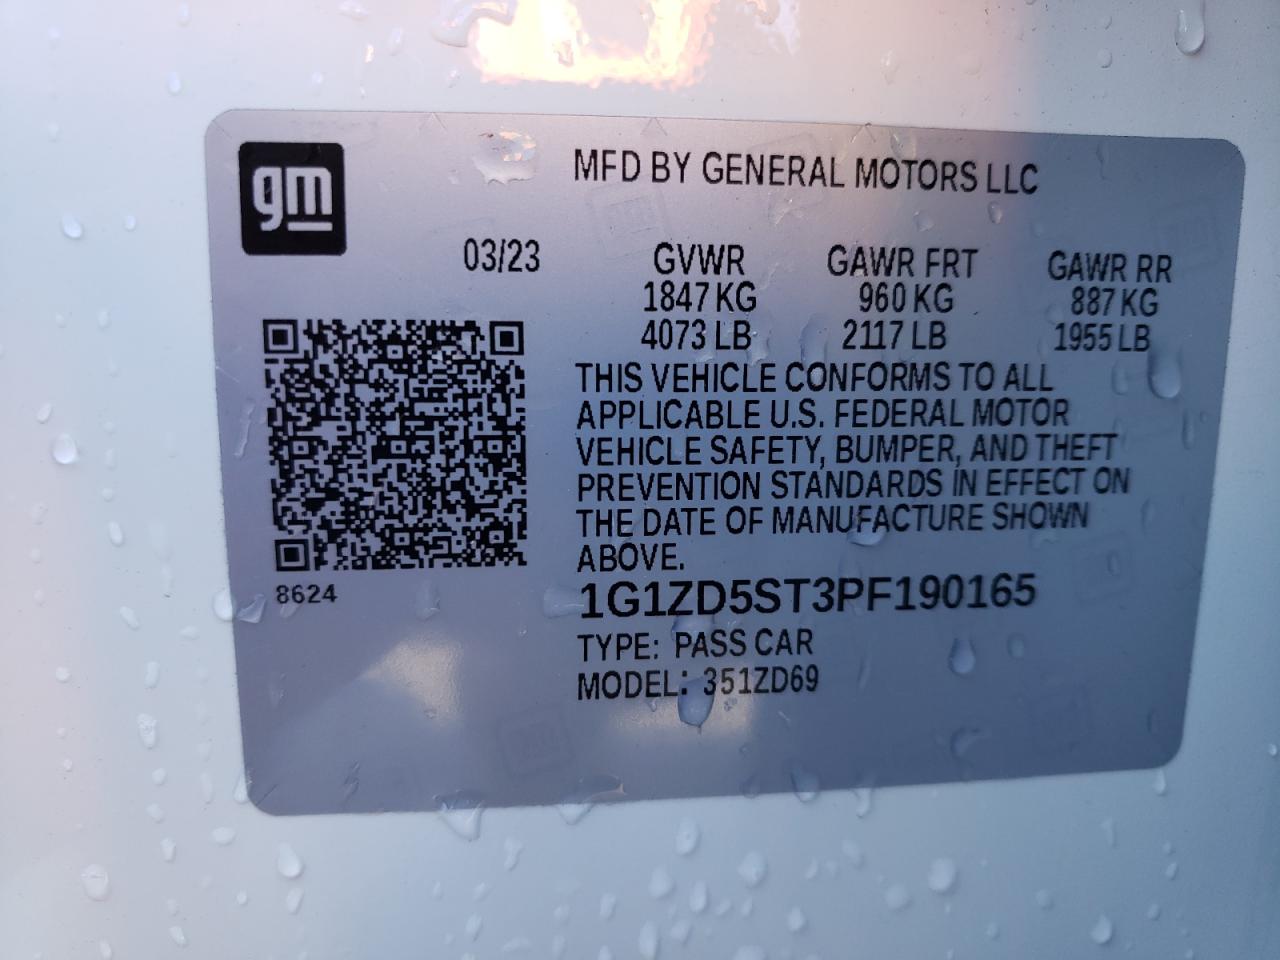 gm
MFD BY GENERAL MOTORS LLC
03/23 GVWR GAWR FRT GAWR RR
1847 KG 960 KG 887 KG
4073 LB 2117 LB 1955 LB
THIS VEHICLE CONFORMS TO ALL
APPLICABLE U.S. FEDERAL MOTOR
VEHICLE SAFETY, BUMPER, AND THEFT
PREVENTION STANDARDS IN EFFECT ON
THE DATE OF MANUFACTURE SHOWN
ABOVE.
8624
1G1ZD5ST3PF190165
TYPE: PASS CAR
MODEL: 351ZD69